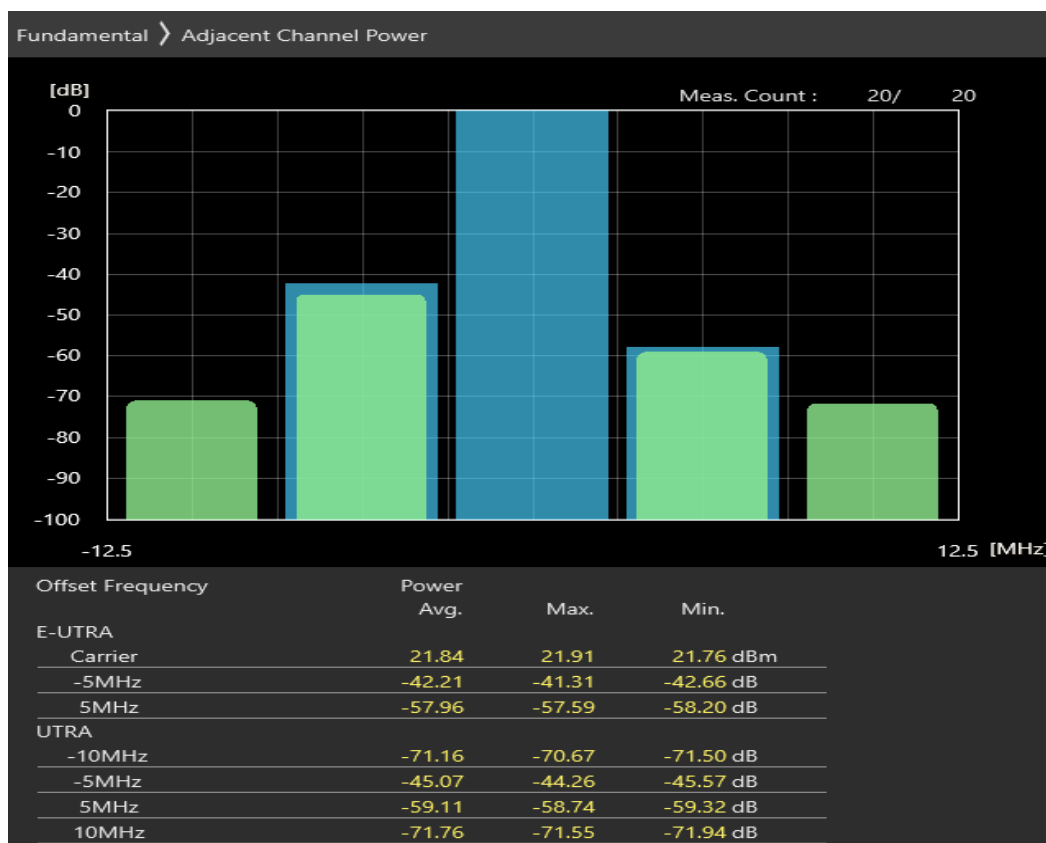 Fundamental 〉 Adjacent Channel Power
[dB]
Meas. Count : 20/ 20
0
-10
-20
-30
-40
-50
-60
-70
-80
-90
-100
-12.5 12.5 [MHz]
Offset Frequency Power
Avg. Max. Min.
E-UTRA
Carrier 21.84 21.91 21.76 dBm
-5MHz -42.21 -41.31 -42.66 dB
5MHz -57.96 -57.59 -58.20 dB
UTRA
-10MHz -71.16 -70.67 -71.50 dB
-5MHz -45.07 -44.26 -45.57 dB
5MHz -59.11 -58.74 -59.32 dB
10MHz -71.76 -71.55 -71.94 dB